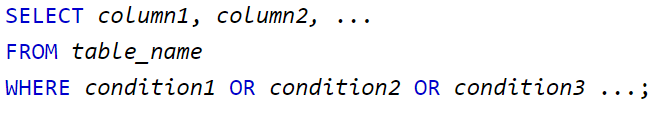 SELECT column1, column2, ...
FROM table_name
WHERE condition1 OR condition2 OR condition3 ...;